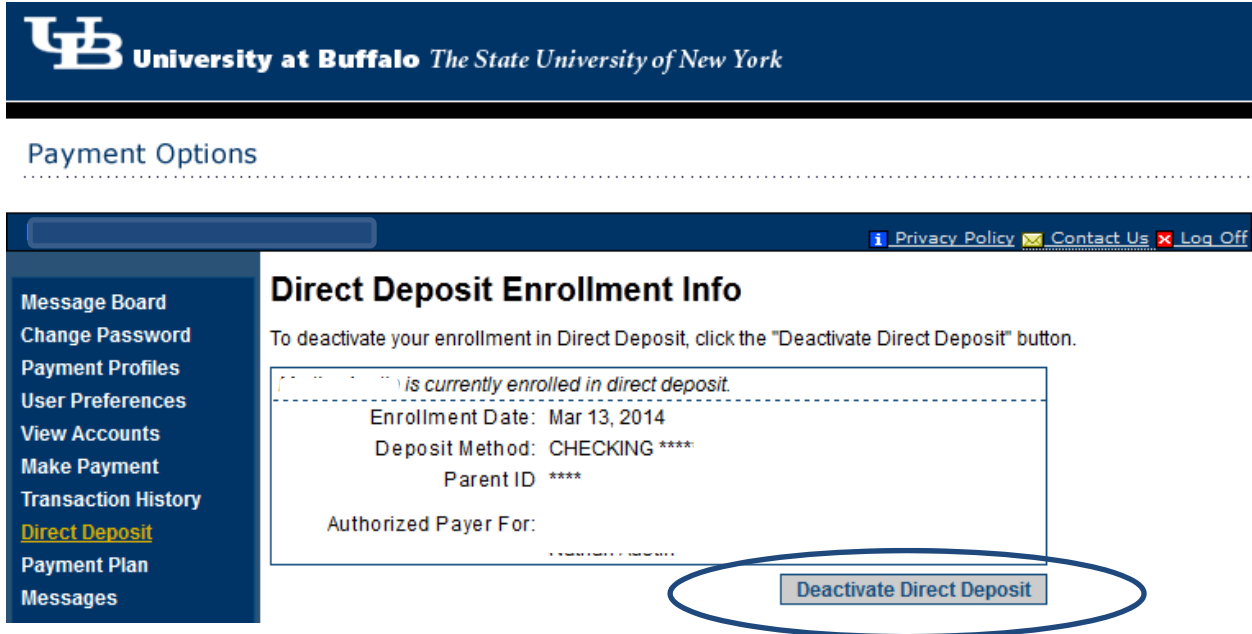 UB University at Buffalo The State University of New York
Payment Options
Privacy Policy Contact Us Log Off
Message Board
Change Password
Payment Profiles
User Preferences
View Accounts
Make Payment
Transaction History
Direct Deposit
Payment Plan
Messages
Direct Deposit Enrollment Info
To deactivate your enrollment in Direct Deposit, click the "Deactivate Direct Deposit" button.
is currently enrolled in direct deposit.
Enrollment Date: Mar 13, 2014
Deposit Method: CHECKING ****
Parent ID ****
Authorized Payer For:
Deactivate Direct Deposit